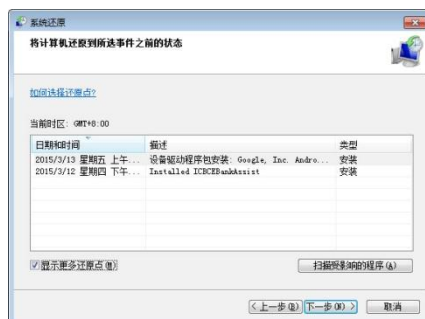 系统还原
将计算机还原到所选事件之前的状态
如何选择还原点?
当前时区: GMT+8:00
日期和时间 描述 类型
2015/3/13 星期五 上午... 设备驱动程序包安装: Google, Inc. Andro... 安装
2015/3/12 星期四 下午... Installed ICBCEBankAssist 安装
显示更多还原点(M)
扫描受影响的程序(A)
<上一步(B) 下一步(N) > 取消